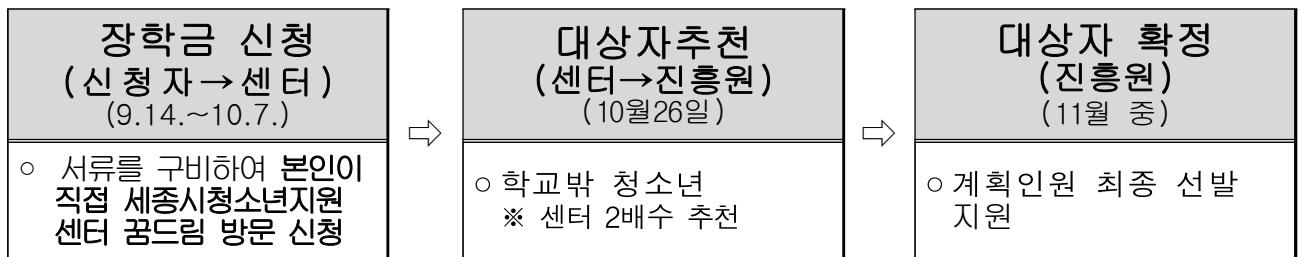 장학금 신청
(신청자→센터)
(9.14.~10.7.)
○ 서류를 구비하여 본인이
직접 세종시청소년지원
센터 꿈드림 방문 신청
⇨
대상자추천
(센터→진흥원)
(10월26일)
○ 학교밖 청소년
※ 센터 2배수 추천
⇨
대상자 확정
(진흥원)
(11월 중)
○ 계획인원 최종 선발
지원